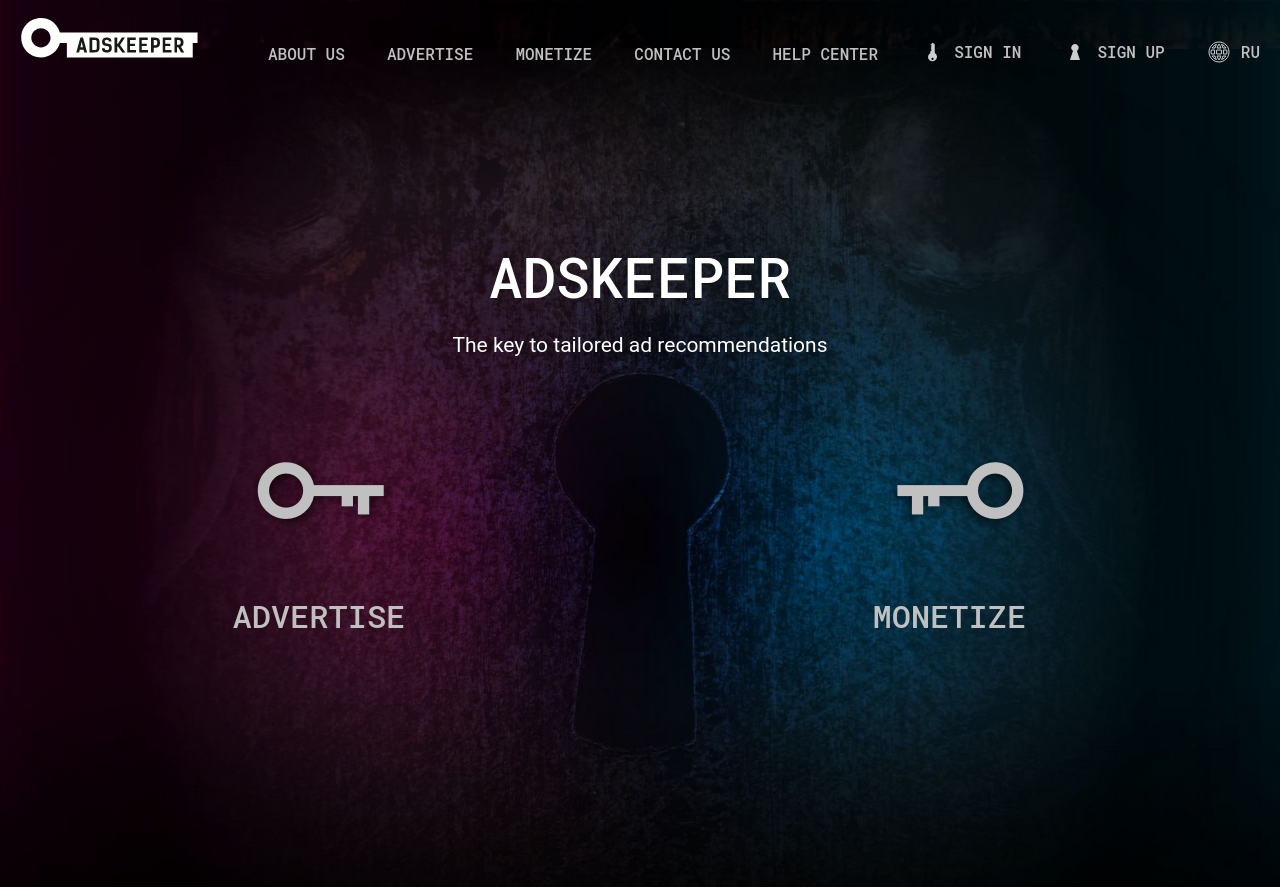 ADSKEEPER
ABOUT US
ADVERTISE
MONETIZE
CONTACT US
HELP CENTER
SIGN IN
SIGN UP
RU
ADSKEEPER
The key to tailored ad recommendations
ADVERTISE
MONETIZE